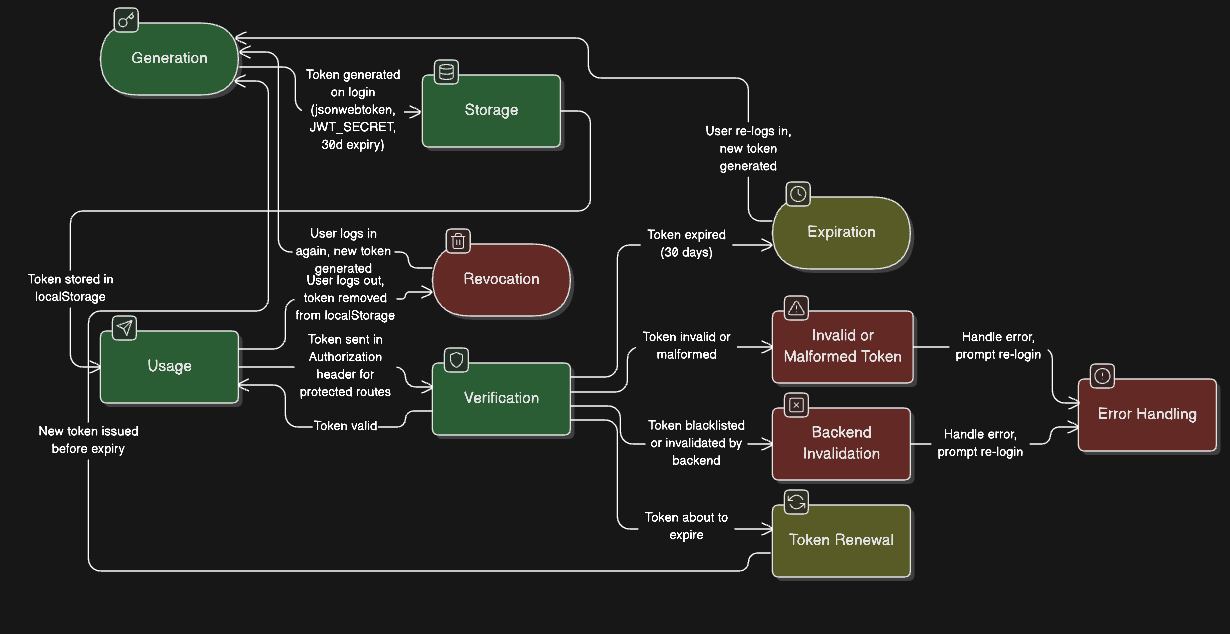 Generation
Token generated
on login
(jsonwebtoken,
JWT_SECRET,
30d expiry)
Storage
User re-logs in,
new token
generated
Expiration
Token expired
(30 days)
User logs in
again, new token
generated
Revocation
User logs out,
token removed
from localStorage
Token stored in
localStorage
Usage
Token sent in
Authorization
header for
protected routes
Verification
Token valid
Token invalid or
malformed
Invalid or
Malformed Token
Handle error,
prompt re-login
Error Handling
Token blacklisted
or invalidated by
backend
Backend
Invalidation
Handle error,
prompt re-login
New token issued
before expiry
Token about to
expire
Token Renewal